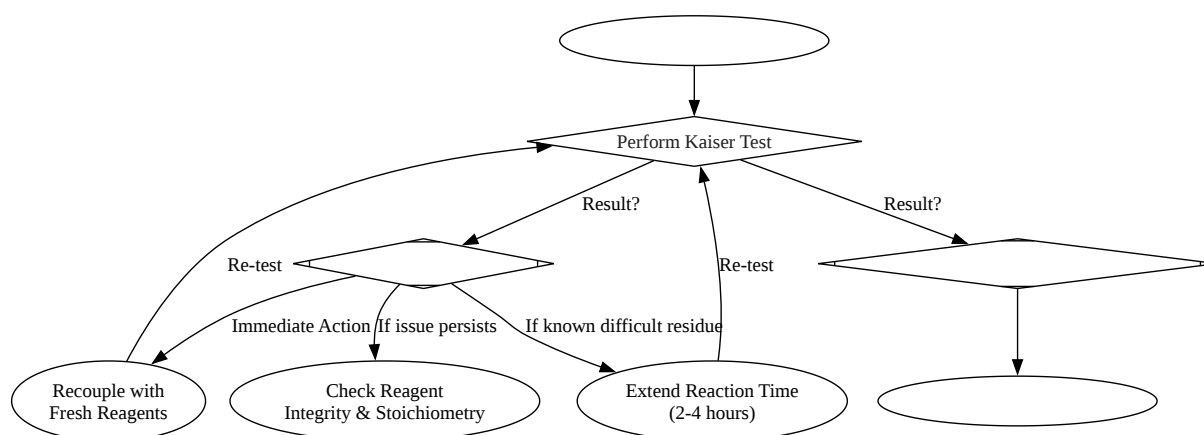 Perform Kaiser Test
Result?
Result?
Re-test
Re-test
Immediate Action
If issue persists
If known difficult residue
Recouple with
Fresh Reagents
Check Reagent
Integrity & Stoichiometry
Extend Reaction Time
(2-4 hours)